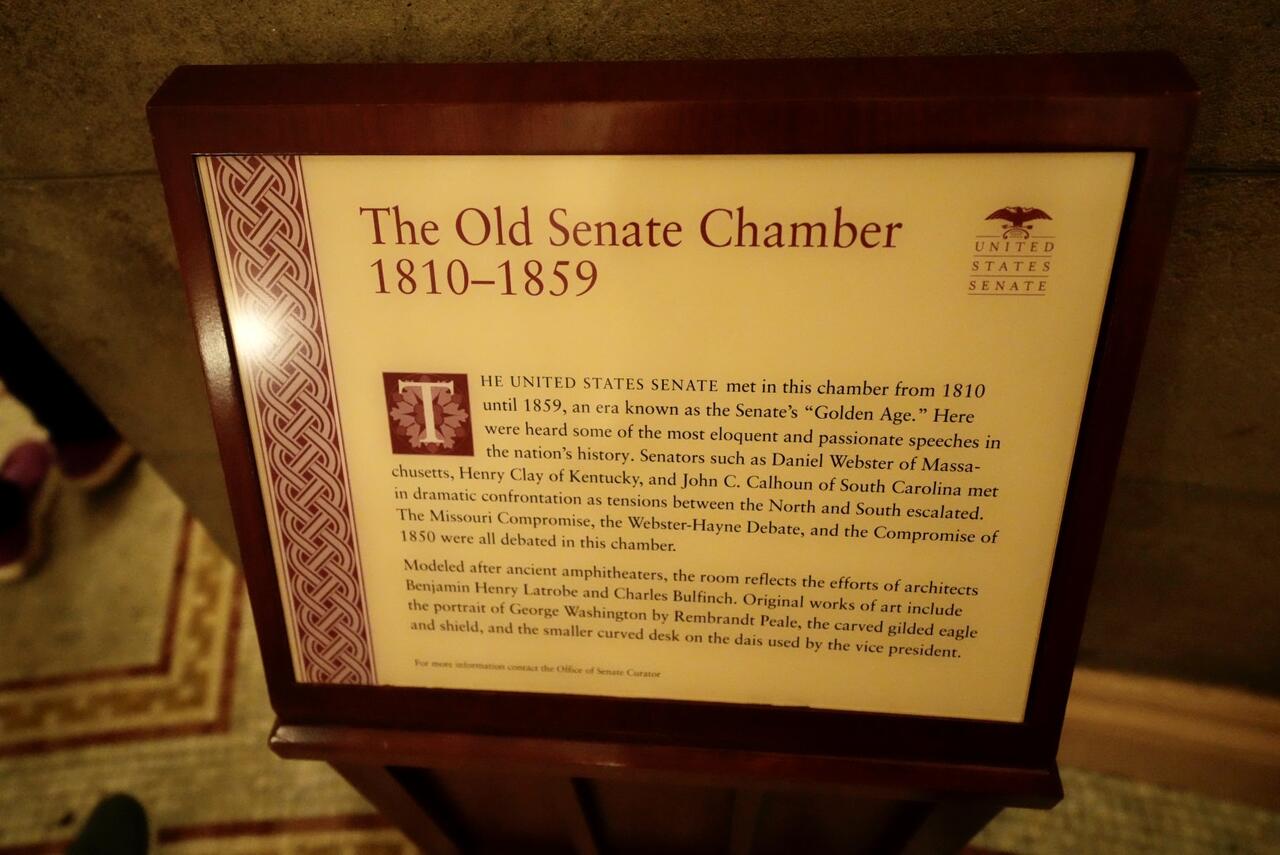 The Old Senate Chamber
1810–1859
UNITED
STATES
SENATE
THE UNITED STATES SENATE met in this chamber from 1810
until 1859, an era known as the Senate's “Golden Age.” Here
were heard some of the most eloquent and passionate speeches in
the nation's history. Senators such as Daniel Webster of Massa-
chusetts, Henry Clay of Kentucky, and John C. Calhoun of South Carolina met
in dramatic confrontation as tensions between the North and South escalated.
The Missouri Compromise, the Webster-Hayne Debate, and the Compromise of
1850 were all debated in this chamber.
Modeled after ancient amphitheaters, the room reflects the efforts of architects
Benjamin Henry Latrobe and Charles Bulfinch. Original works of art include
the portrait of George Washington by Rembrandt Peale, the carved gilded eagle
and shield, and the smaller curved desk on the dais used by the vice president.
For more information contact the Office of Senate Curator